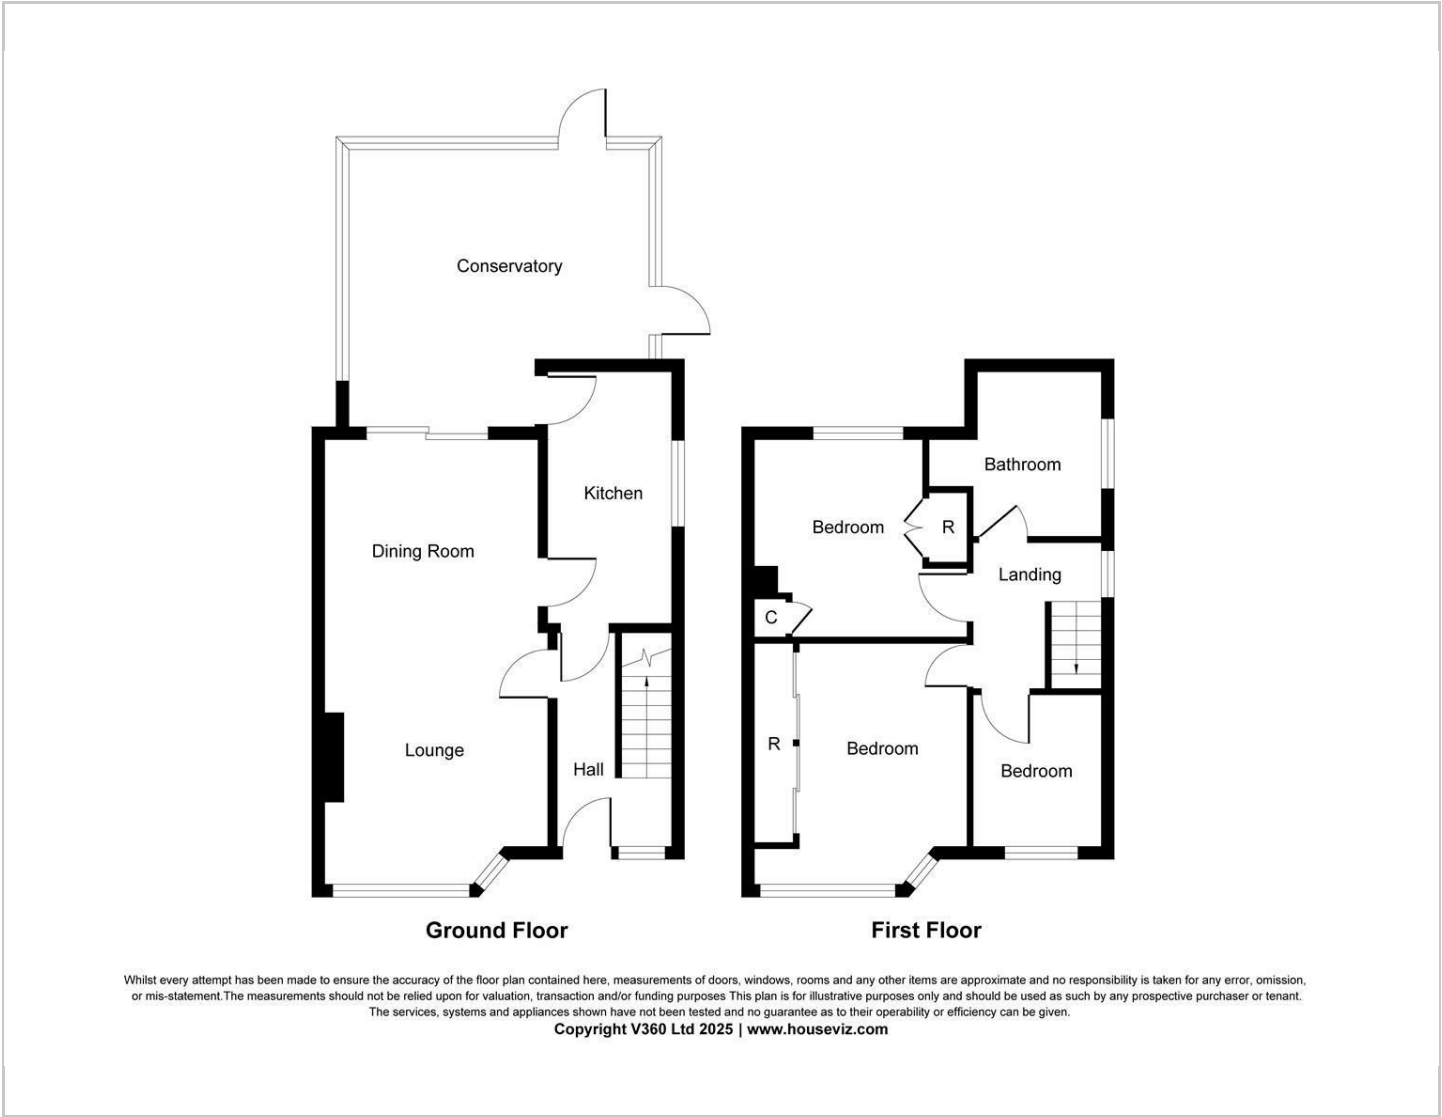 Conservatory
Kitchen
Dining Room
Lounge
Hall
Bathroom
Bedroom
R
Landing
C
R
Bedroom
Bedroom
Ground Floor
First Floor
Whilst every attempt has been made to ensure the accuracy of the floor plan contained here, measurements of doors, windows, rooms and any other items are approximate and no responsibility is taken for any error, omission,
or mis-statement.The measurements should not be relied upon for valuation, transaction and/or funding purposes This plan is for illustrative purposes only and should be used as such by any prospective purchaser or tenant.
The services, systems and appliances shown have not been tested and no guarantee as to their operability or efficiency can be given.
Copyright V360 Ltd 2025 | www.houseviz.com